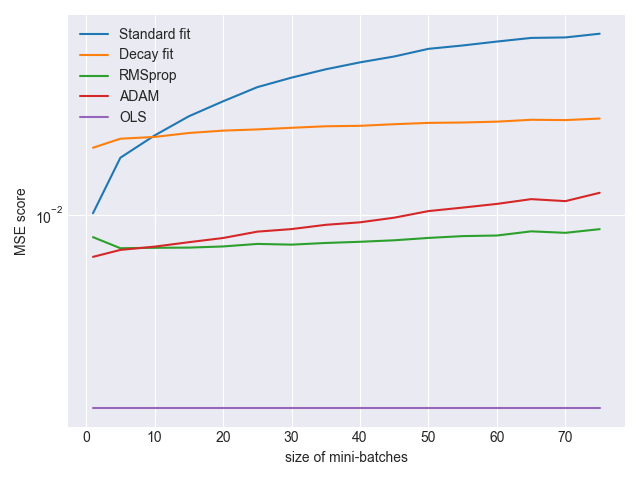 Standard fit
Decay fit
RMSprop
ADAM
OLS
MSE score
10⁻²
0 10 20 30 40 50 60 70
size of mini-batches